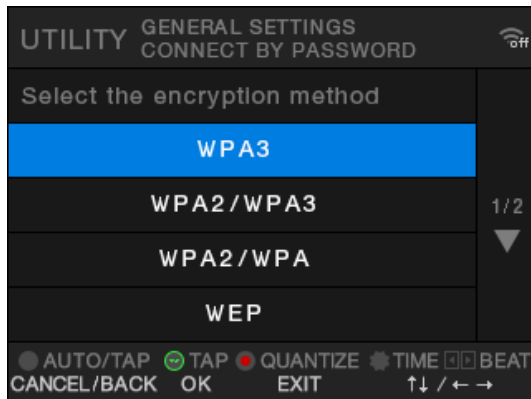 UTILITY GENERAL SETTINGS
CONNECT BY PASSWORD
off
Select the encryption method
WPA3
WPA2/WPA3
1/2
WPA2/WPA
WEP
AUTO/TAP TAP QUANTIZE TIME BEAT
CANCEL/BACK OK EXIT ↑↓/←→